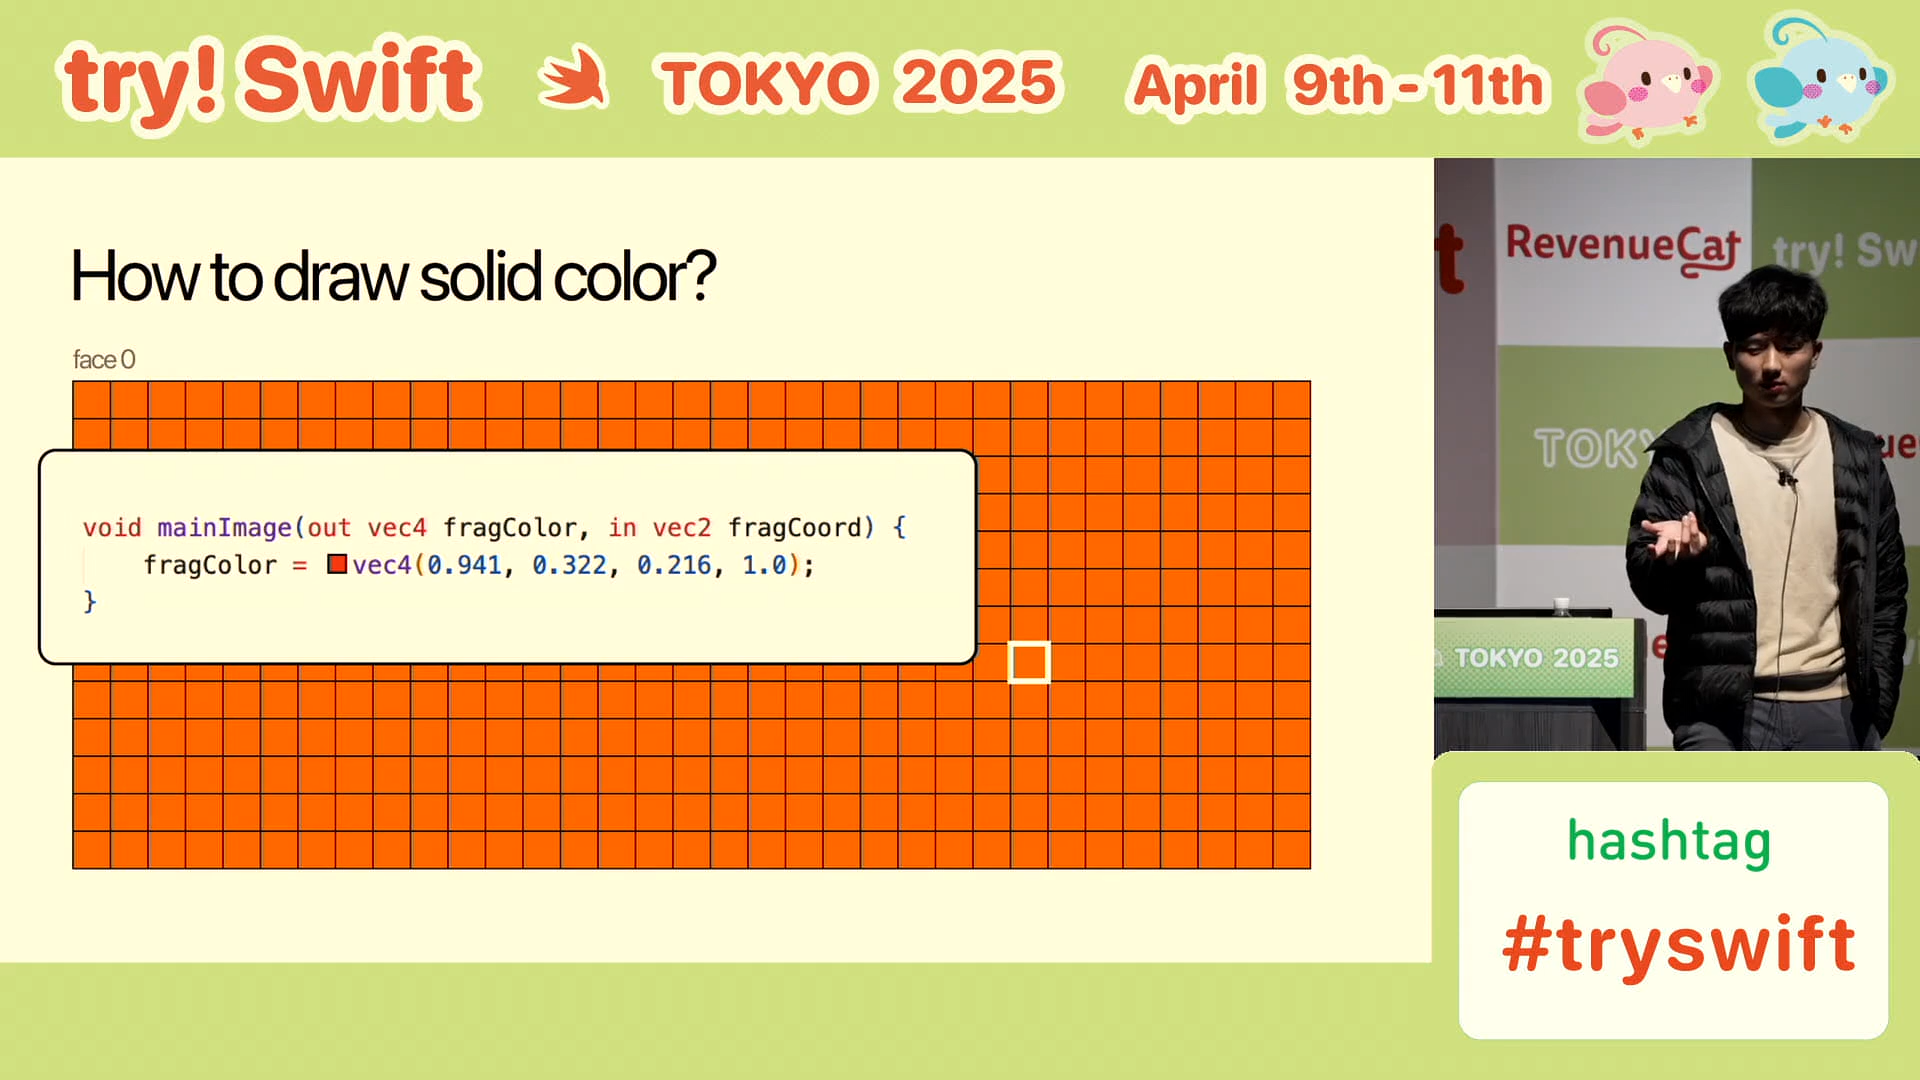 try! Swift TOKYO 2025 April 9th - 11th
How to draw solid color?
face 0
void mainImage(out vec4 fragColor, in vec2 fragCoord) {
fragColor = vec4(0.941, 0.322, 0.216, 1.0);
}
RevenueCat
try! Sw
TOKY
ue
TOKYO 2025
hashtag
#tryswift